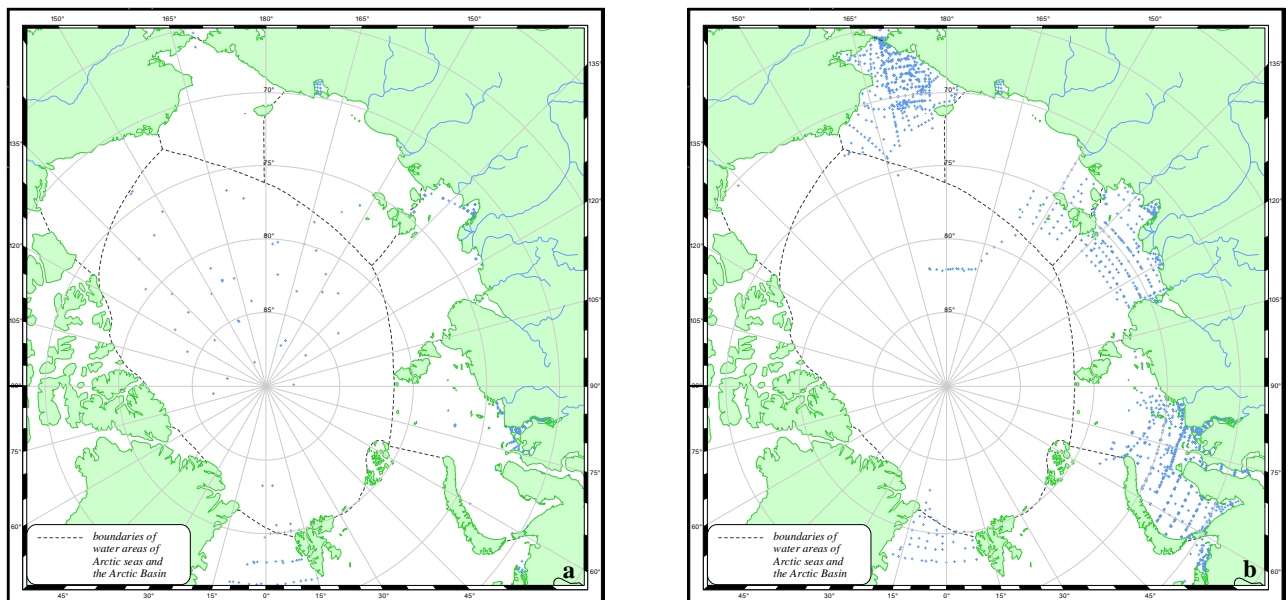 165° 180° 165°
150° 150°
135°
135°
70°
75°
120° 120°
80°
85°
105° 105°
90° 90°
75° 75°
60°
60°
45° 30° 15° 0° 15° 30° 45°
boundaries of
water areas of
Arctic seas and
the Arctic Basin
a
165° 180° 165°
150° 150°
135°
135°
70°
75°
120° 120°
80°
85°
105° 105°
90° 90°
75° 75°
60°
60°
45° 30° 15° 0° 15° 30° 45°
boundaries of
water areas of
Arctic seas and
the Arctic Basin
b